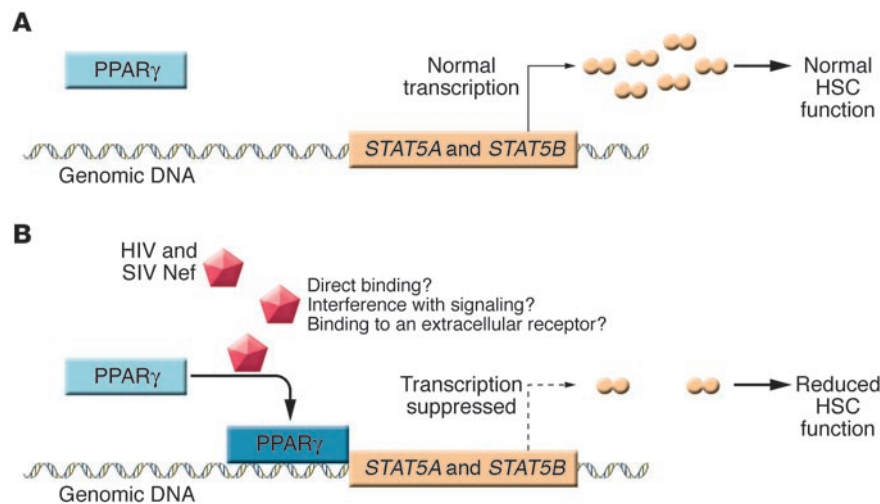 A
PPARγ
Normal
transcription
Normal
HSC
function
STAT5A and STAT5B
Genomic DNA
B
HIV and
SIV Nef
Direct binding?
Interference with signaling?
Binding to an extracellular receptor?
PPARγ
Transcription
suppressed
Reduced
HSC
function
PPARγ
STAT5A and STAT5B
Genomic DNA